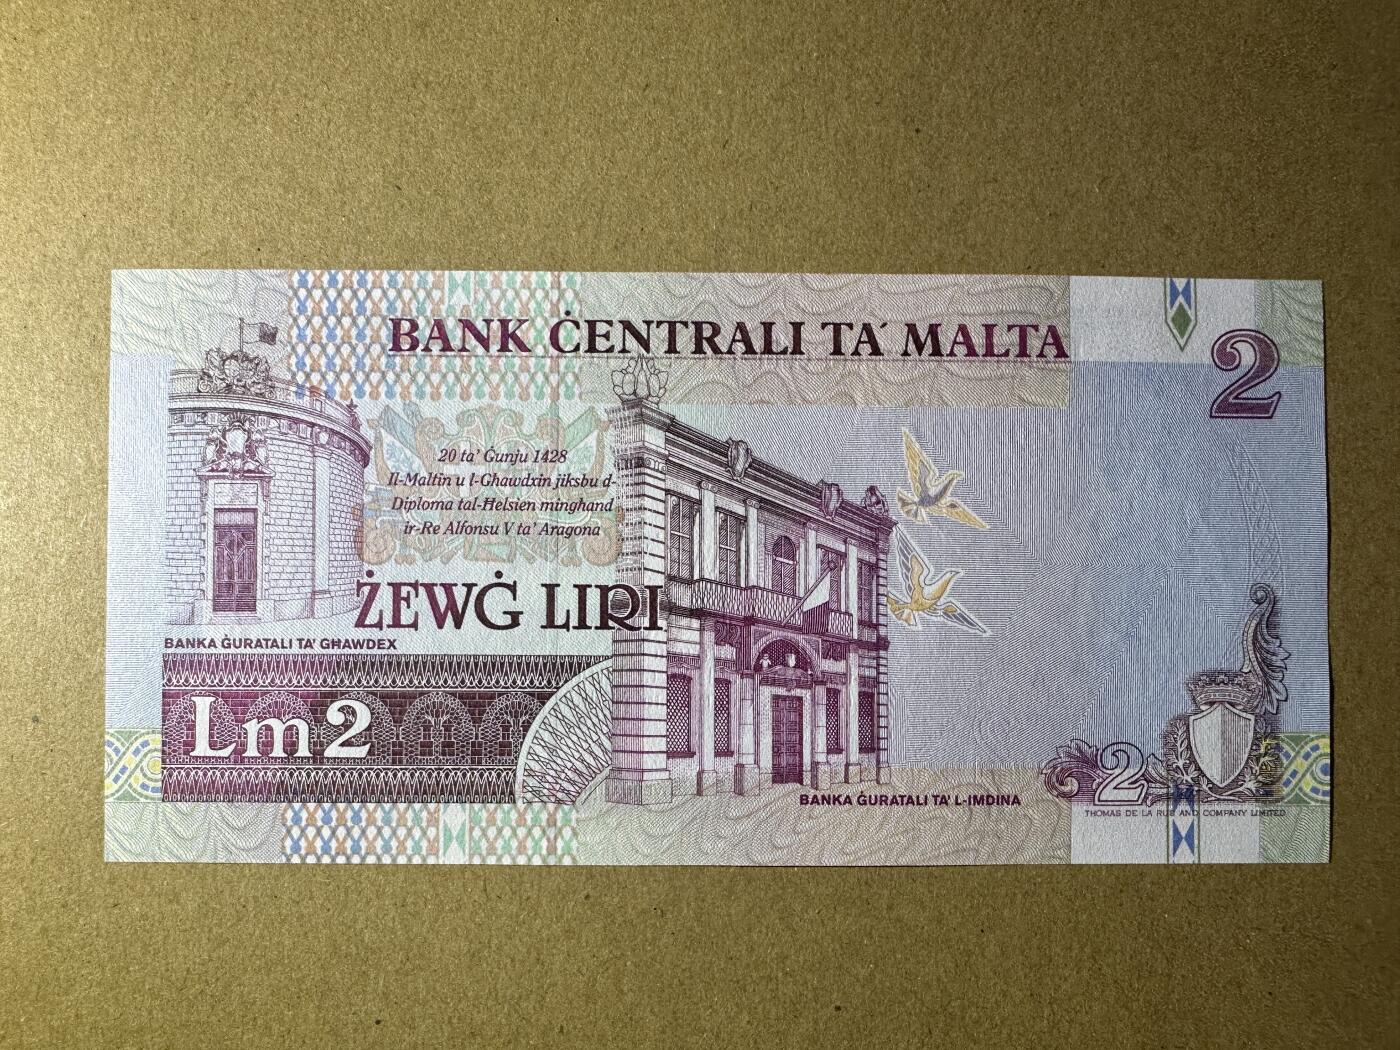 BANK ĊENTRALI TA' MALTA
2
20 ta' Ġunju 1428
Il-Maltin u l-Għawdxin jiksbu d-
Diploma tal-Ħelsien mingħand
ir-Re Alfonsu V ta' Aragona
ŻEWĠ LIRI
BANKA ĠURATALI TA' GĦAWDEX
Lm2
BANKA ĠURATALI TA' L-IMDINA
2
THOMAS DE LA RUE AND COMPANY LIMITED